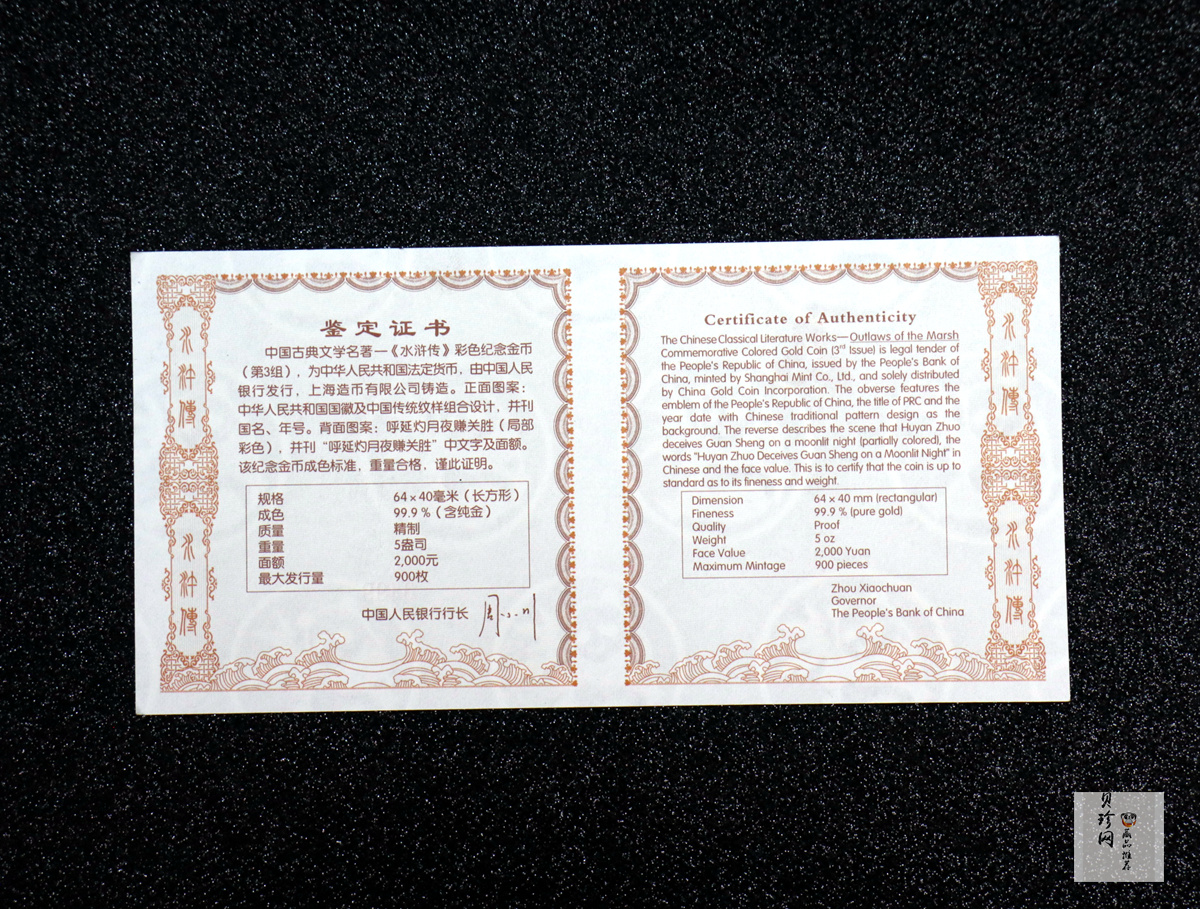 鉴定证书
中国古典文学名著—《水浒传》彩色纪念金币
（第3组），为中华人民共和国法定货币，由中国人民
银行发行，上海造币有限公司铸造。正面图案：
中华人民共和国国徽及中国传统纹样组合设计，并刊
国名、年号。背面图案：呼延灼月夜赚关胜（局部
彩色），并刊“呼延灼月夜赚关胜”中文字及面额。
该纪念金币成色标准，重量合格，谨此证明。
规格 64×40毫米（长方形）
成色 99.9 %（含纯金）
质量 精制
重量 5盎司
面额 2,000元
最大发行量 900枚
中国人民银行行长 周小川
水浒傳
水浒傳
Certificate of Authenticity
The Chinese Classical Literature Works—Outlaws of the Marsh
Commemorative Colored Gold Coin (3rd Issue) is legal tender of
the People's Republic of China, issued by the People's Bank of
China, minted by Shanghai Mint Co., Ltd., and solely distributed
by China Gold Coin Incorporation. The obverse features the
emblem of the People's Republic of China, the title of PRC and the
year date with Chinese traditional pattern design as the
background. The reverse describes the scene that Huyan Zhuo
deceives Guan Sheng on a moonlit night (partially colored), the
words "Huyan Zhuo Deceives Guan Sheng on a Moonlit Night" in
Chinese and the face value. This is to certify that the coin is up to
standard as to its fineness and weight.
Dimension 64 × 40 mm (rectangular)
Fineness 99.9 % (pure gold)
Quality Proof
Weight 5 oz
Face Value 2,000 Yuan
Maximum Mintage 900 pieces
Zhou Xiaochuan
Governor
The People's Bank of China
水浒傳
水浒傳
贝珍网
藏品推荐